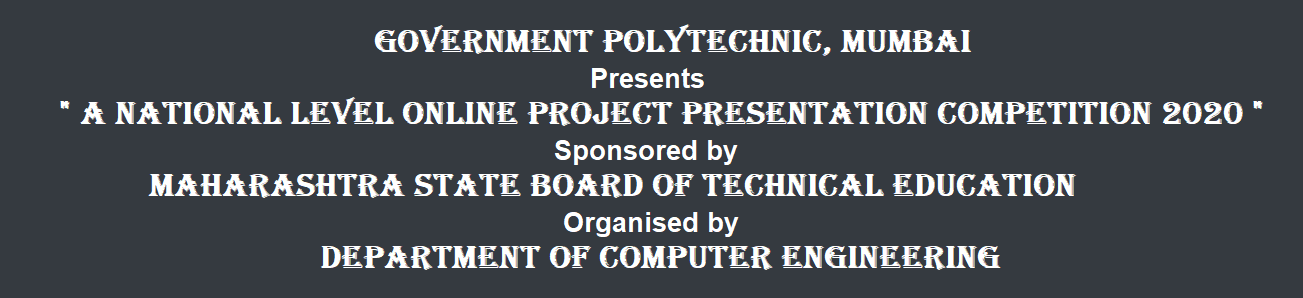 GOVERNMENT POLYTECHNIC, MUMBAI
Presents
" A NATIONAL LEVEL ONLINE PROJECT PRESENTATION COMPETITION 2020 "
Sponsored by
MAHARASHTRA STATE BOARD OF TECHNICAL EDUCATION
Organised by
DEPARTMENT OF COMPUTER ENGINEERING